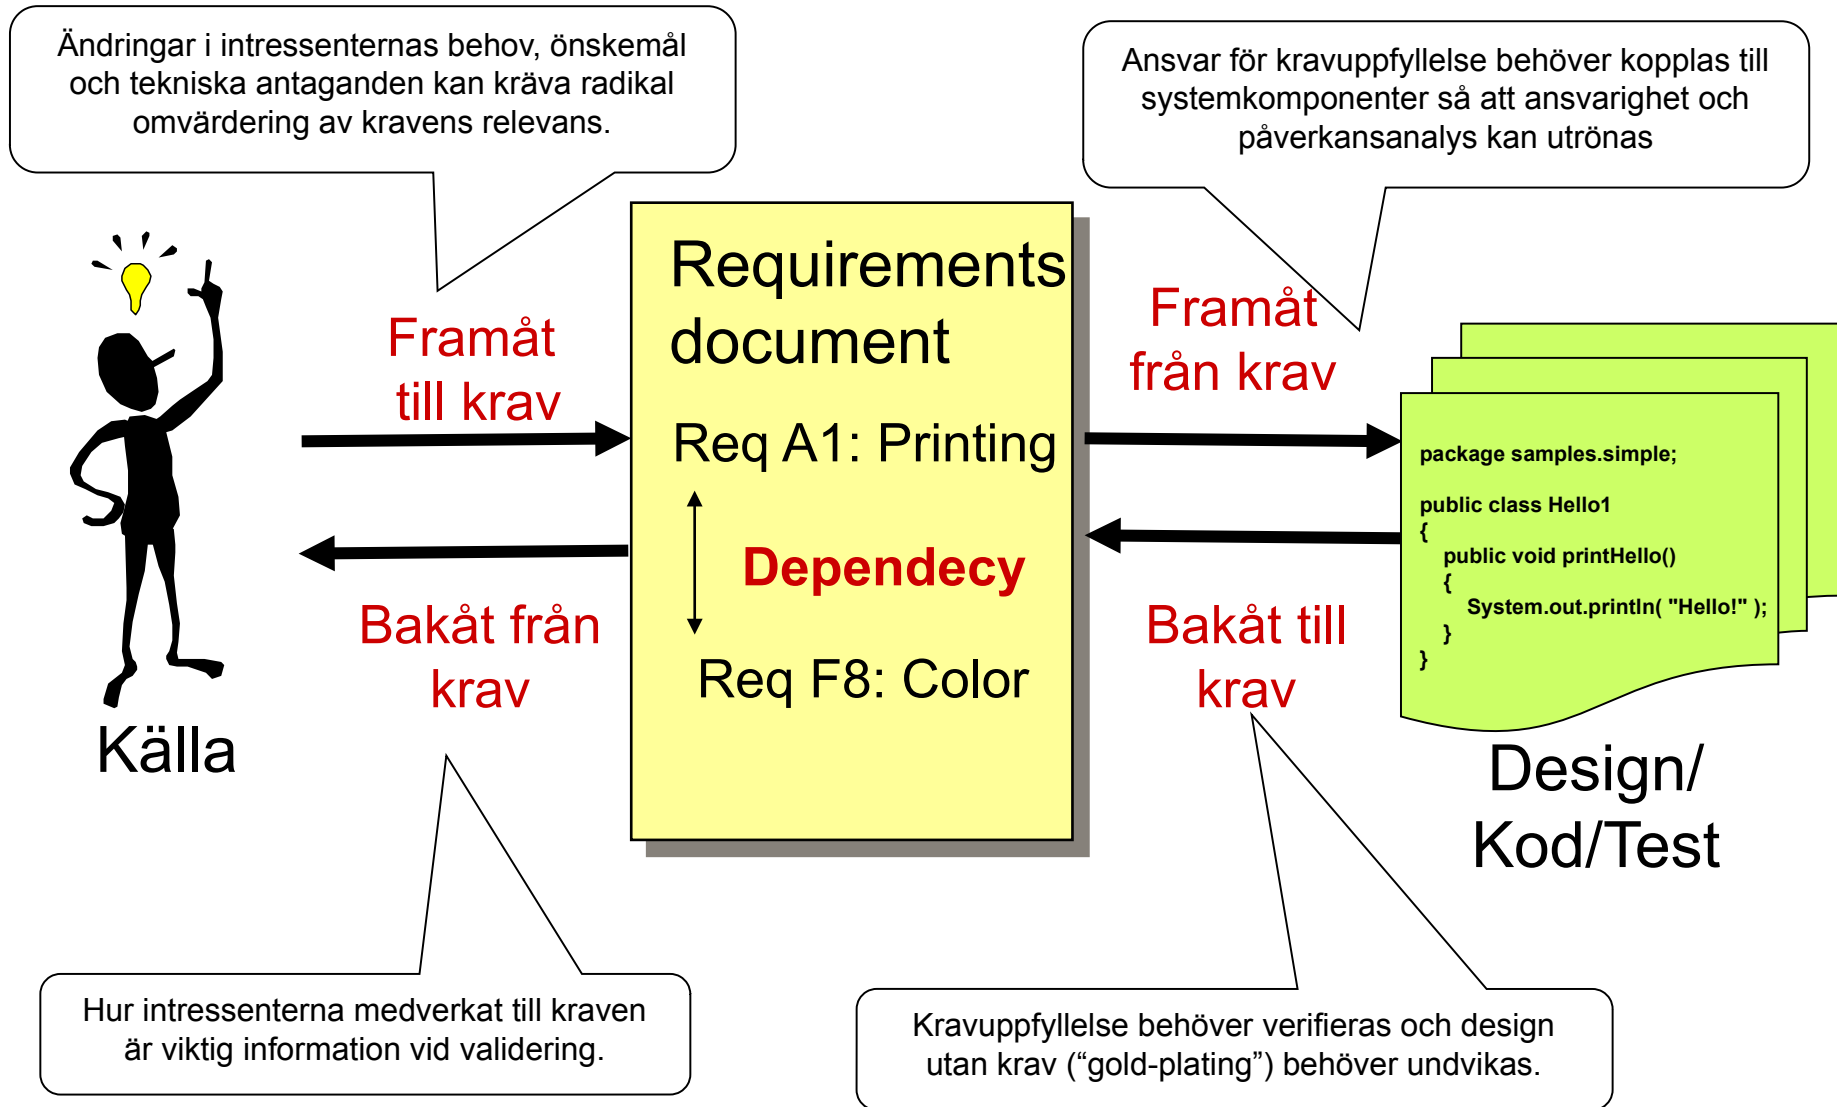 Ändringar i intressenternas behov, önskemål
och tekniska antaganden kan kräva radikal
omvärdering av kravens relevans.
Ansvar för kravuppfyllelse behöver kopplas till
systemkomponenter så att ansvarighet och
påverkansanalys kan utrönas
Framåt
till krav
Requirements
document
Req A1: Printing
Dependecy
Req F8: Color
Framåt
från krav
Bakåt från
krav
Bakåt till
krav
package samples.simple;
public class Hello1
{
public void printHello()
{
System.out.println( "Hello!" );
}
}
Källa
Design/
Kod/Test
Hur intressenterna medverkat till kraven
är viktig information vid validering.
Kravuppfyllelse behöver verifieras och design
utan krav (“gold-plating”) behöver undvikas.